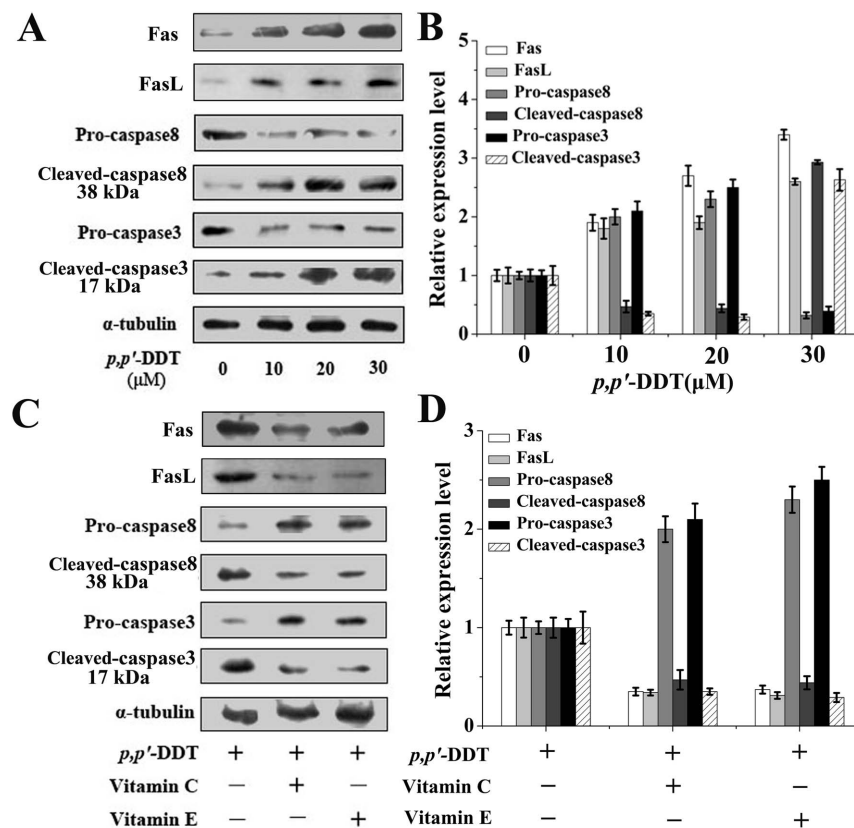 A
Fas
FasL
Pro-caspase8
Cleaved-caspase8
38 kDa
Pro-caspase3
Cleaved-caspase3
17 kDa
α-tubulin
p,p'-DDT
(μM)
0 10 20 30
B
Relative expression level
5
4
3
2
1
0
Fas
FasL
Pro-caspase8
Cleaved-caspase8
Pro-caspase3
Cleaved-caspase3
0 10 20 30
p,p'-DDT(μM)
C
Fas
FasL
Pro-caspase8
Cleaved-caspase8
38 kDa
Pro-caspase3
Cleaved-caspase3
17 kDa
α-tubulin
p,p'-DDT + + +
Vitamin C – + –
Vitamin E – – +
D
Relative expression level
3
2
1
0
Fas
FasL
Pro-caspase8
Cleaved-caspase8
Pro-caspase3
Cleaved-caspase3
p,p'-DDT + + +
Vitamin C – + –
Vitamin E – – +